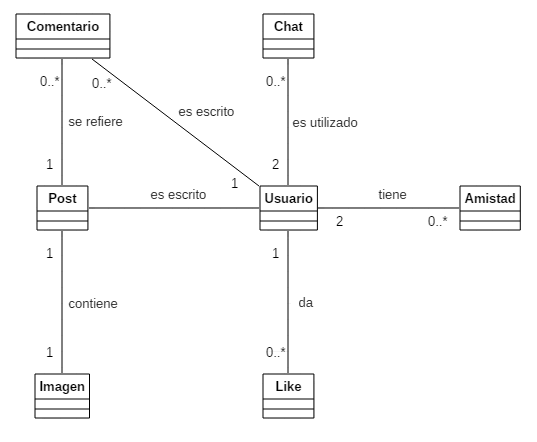 Comentario
Chat
0..*
0..*
0..*
es escrito
se refiere
es utilizado
1
2
1
Post
es escrito
Usuario
tiene
Amistad
2
0..*
1
1
contiene
da
1
0..*
Imagen
Like